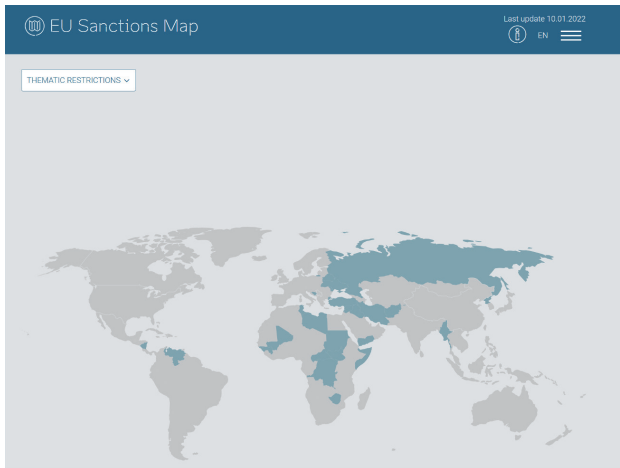 EU Sanctions Map
Last update 10.01.2022
EN
THEMATIC RESTRICTIONS